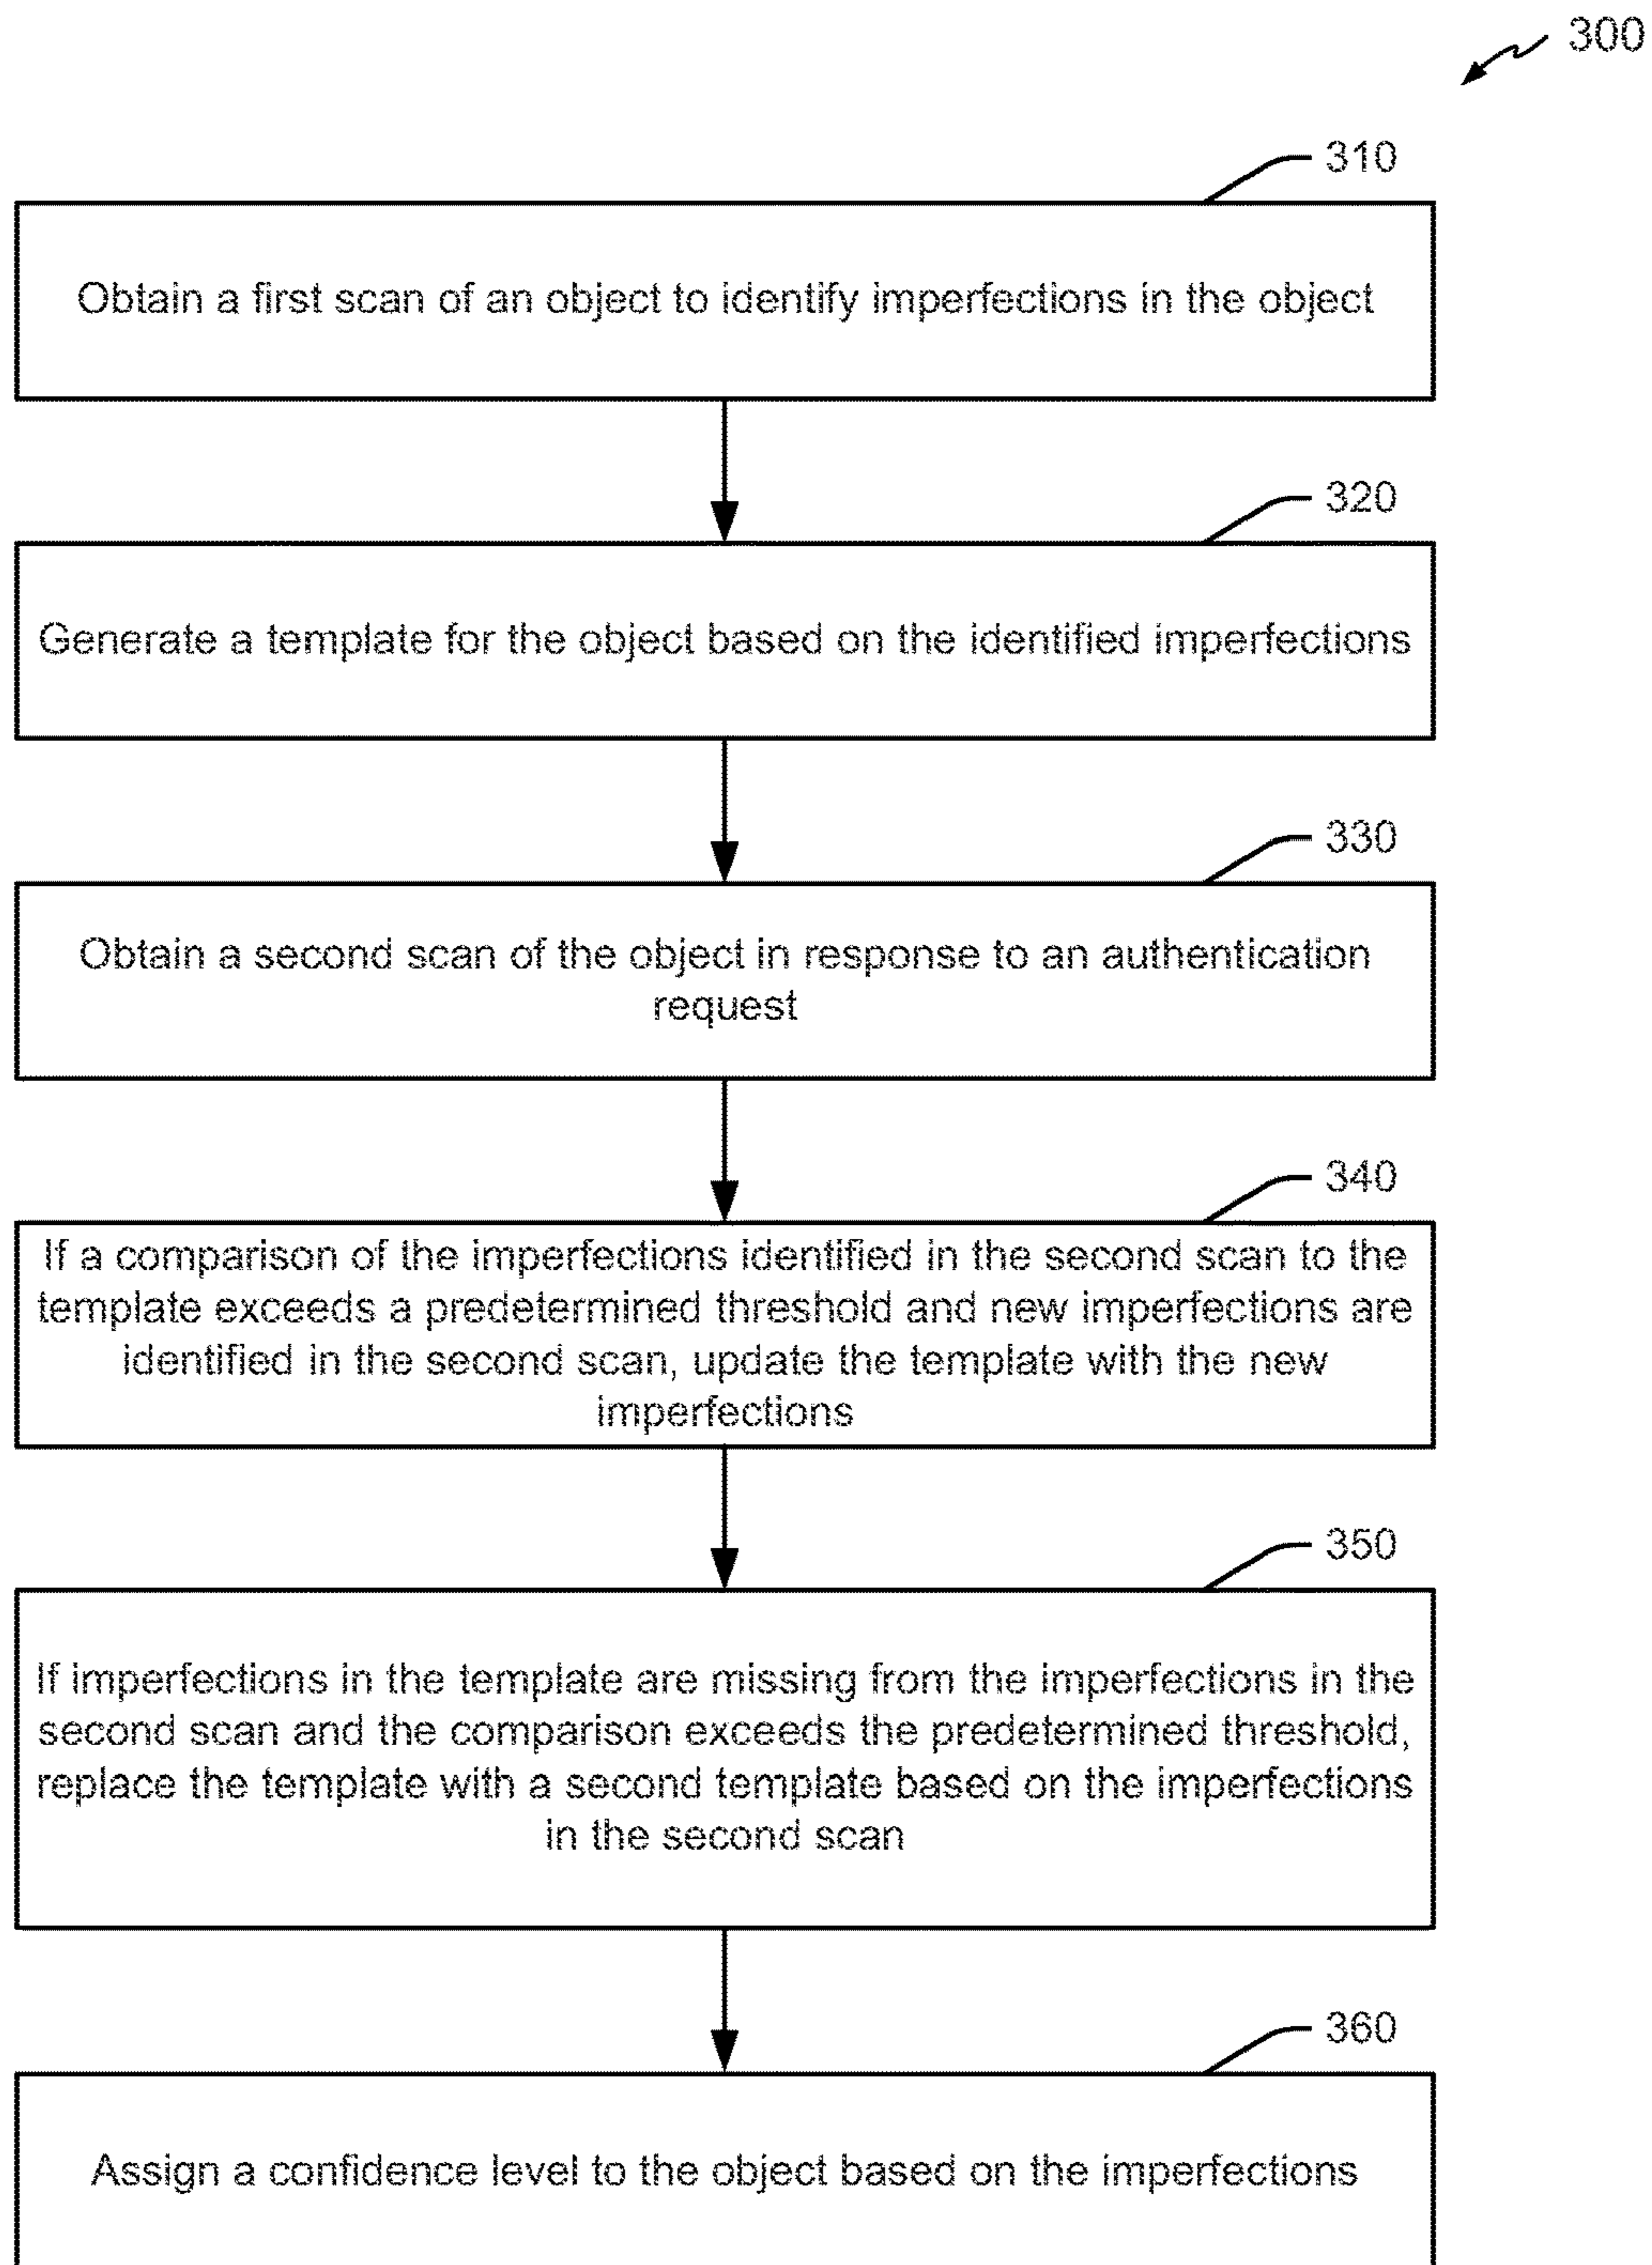 300
310
Obtain a first scan of an object to identify imperfections in the object
320
Generate a template for the object based on the identified imperfections
330
Obtain a second scan of the object in response to an authentication
request
340
If a comparison of the imperfections identified in the second scan to the
template exceeds a predetermined threshold and new imperfections are
identified in the second scan, update the template with the new
imperfections
350
If imperfections in the template are missing from the imperfections in the
second scan and the comparison exceeds the predetermined threshold,
replace the template with a second template based on the imperfections
in the second scan
360
Assign a confidence level to the object based on the imperfections